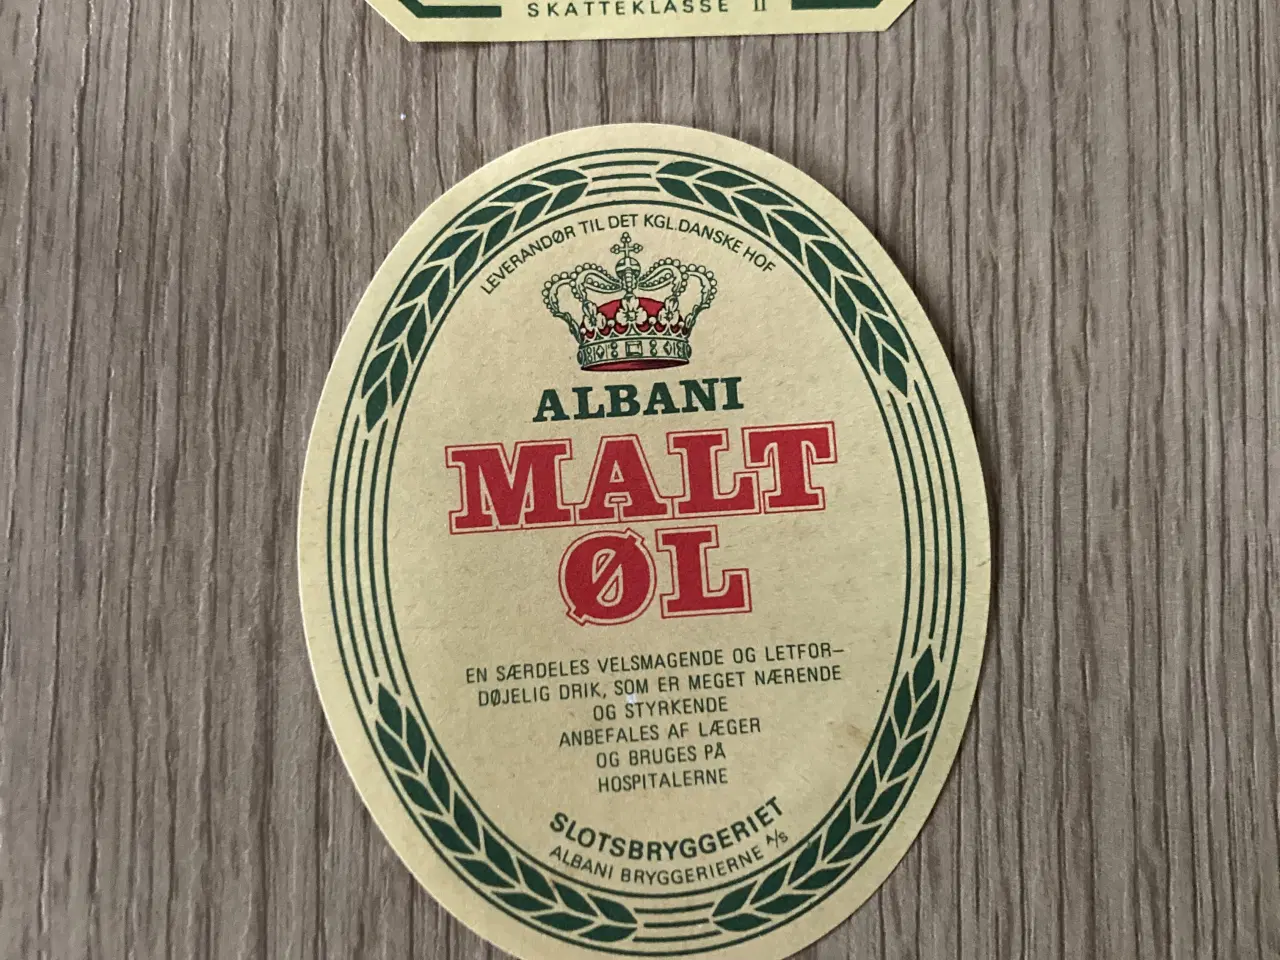 SKATTEKLASSE II
LEVERANDØR TIL DET KGL. DANSKE HOF
ALBANI
MALT
ØL
EN SÆRDELES VELSMAGENDE OG LETFOR-
DØJELIG DRIK, SOM ER MEGET NÆRENDE
OG STYRKENDE
ANBEFALES AF LÆGER
OG BRUGES PÅ
HOSPITALERNE
SLOTSBRYGGERIET
ALBANI BRYGGERIERNE A/S